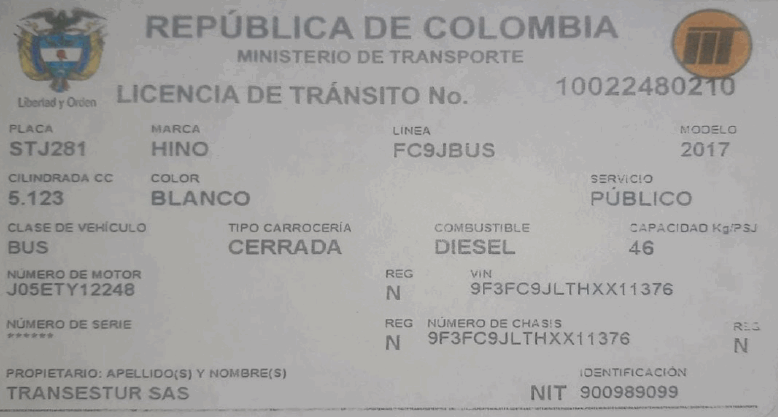 REPÚBLICA DE COLOMBIA
MINISTERIO DE TRANSPORTE
Libertad y Orden
LICENCIA DE TRÁNSITO No. 10022480210
PLACA MARCA LINEA MODELO
STJ281 HINO FC9JBUS 2017
CILINDRADA CC COLOR SERVICIO
5.123 BLANCO PÚBLICO
CLASE DE VEHÍCULO TIPO CARROCERÍA COMBUSTIBLE CAPACIDAD Kg/PSJ
BUS CERRADA DIESEL 46
NÚMERO DE MOTOR REG VIN
J05ETY12248 N 9F3FC9JLTHXX11376
NÚMERO DE SERIE REG NÚMERO DE CHASIS REG
****** N 9F3FC9JLTHXX11376 N
PROPIETARIO: APELLIDO(S) Y NOMBRE(S) IDENTIFICACIÓN
TRANSESTUR SAS NIT 900989099